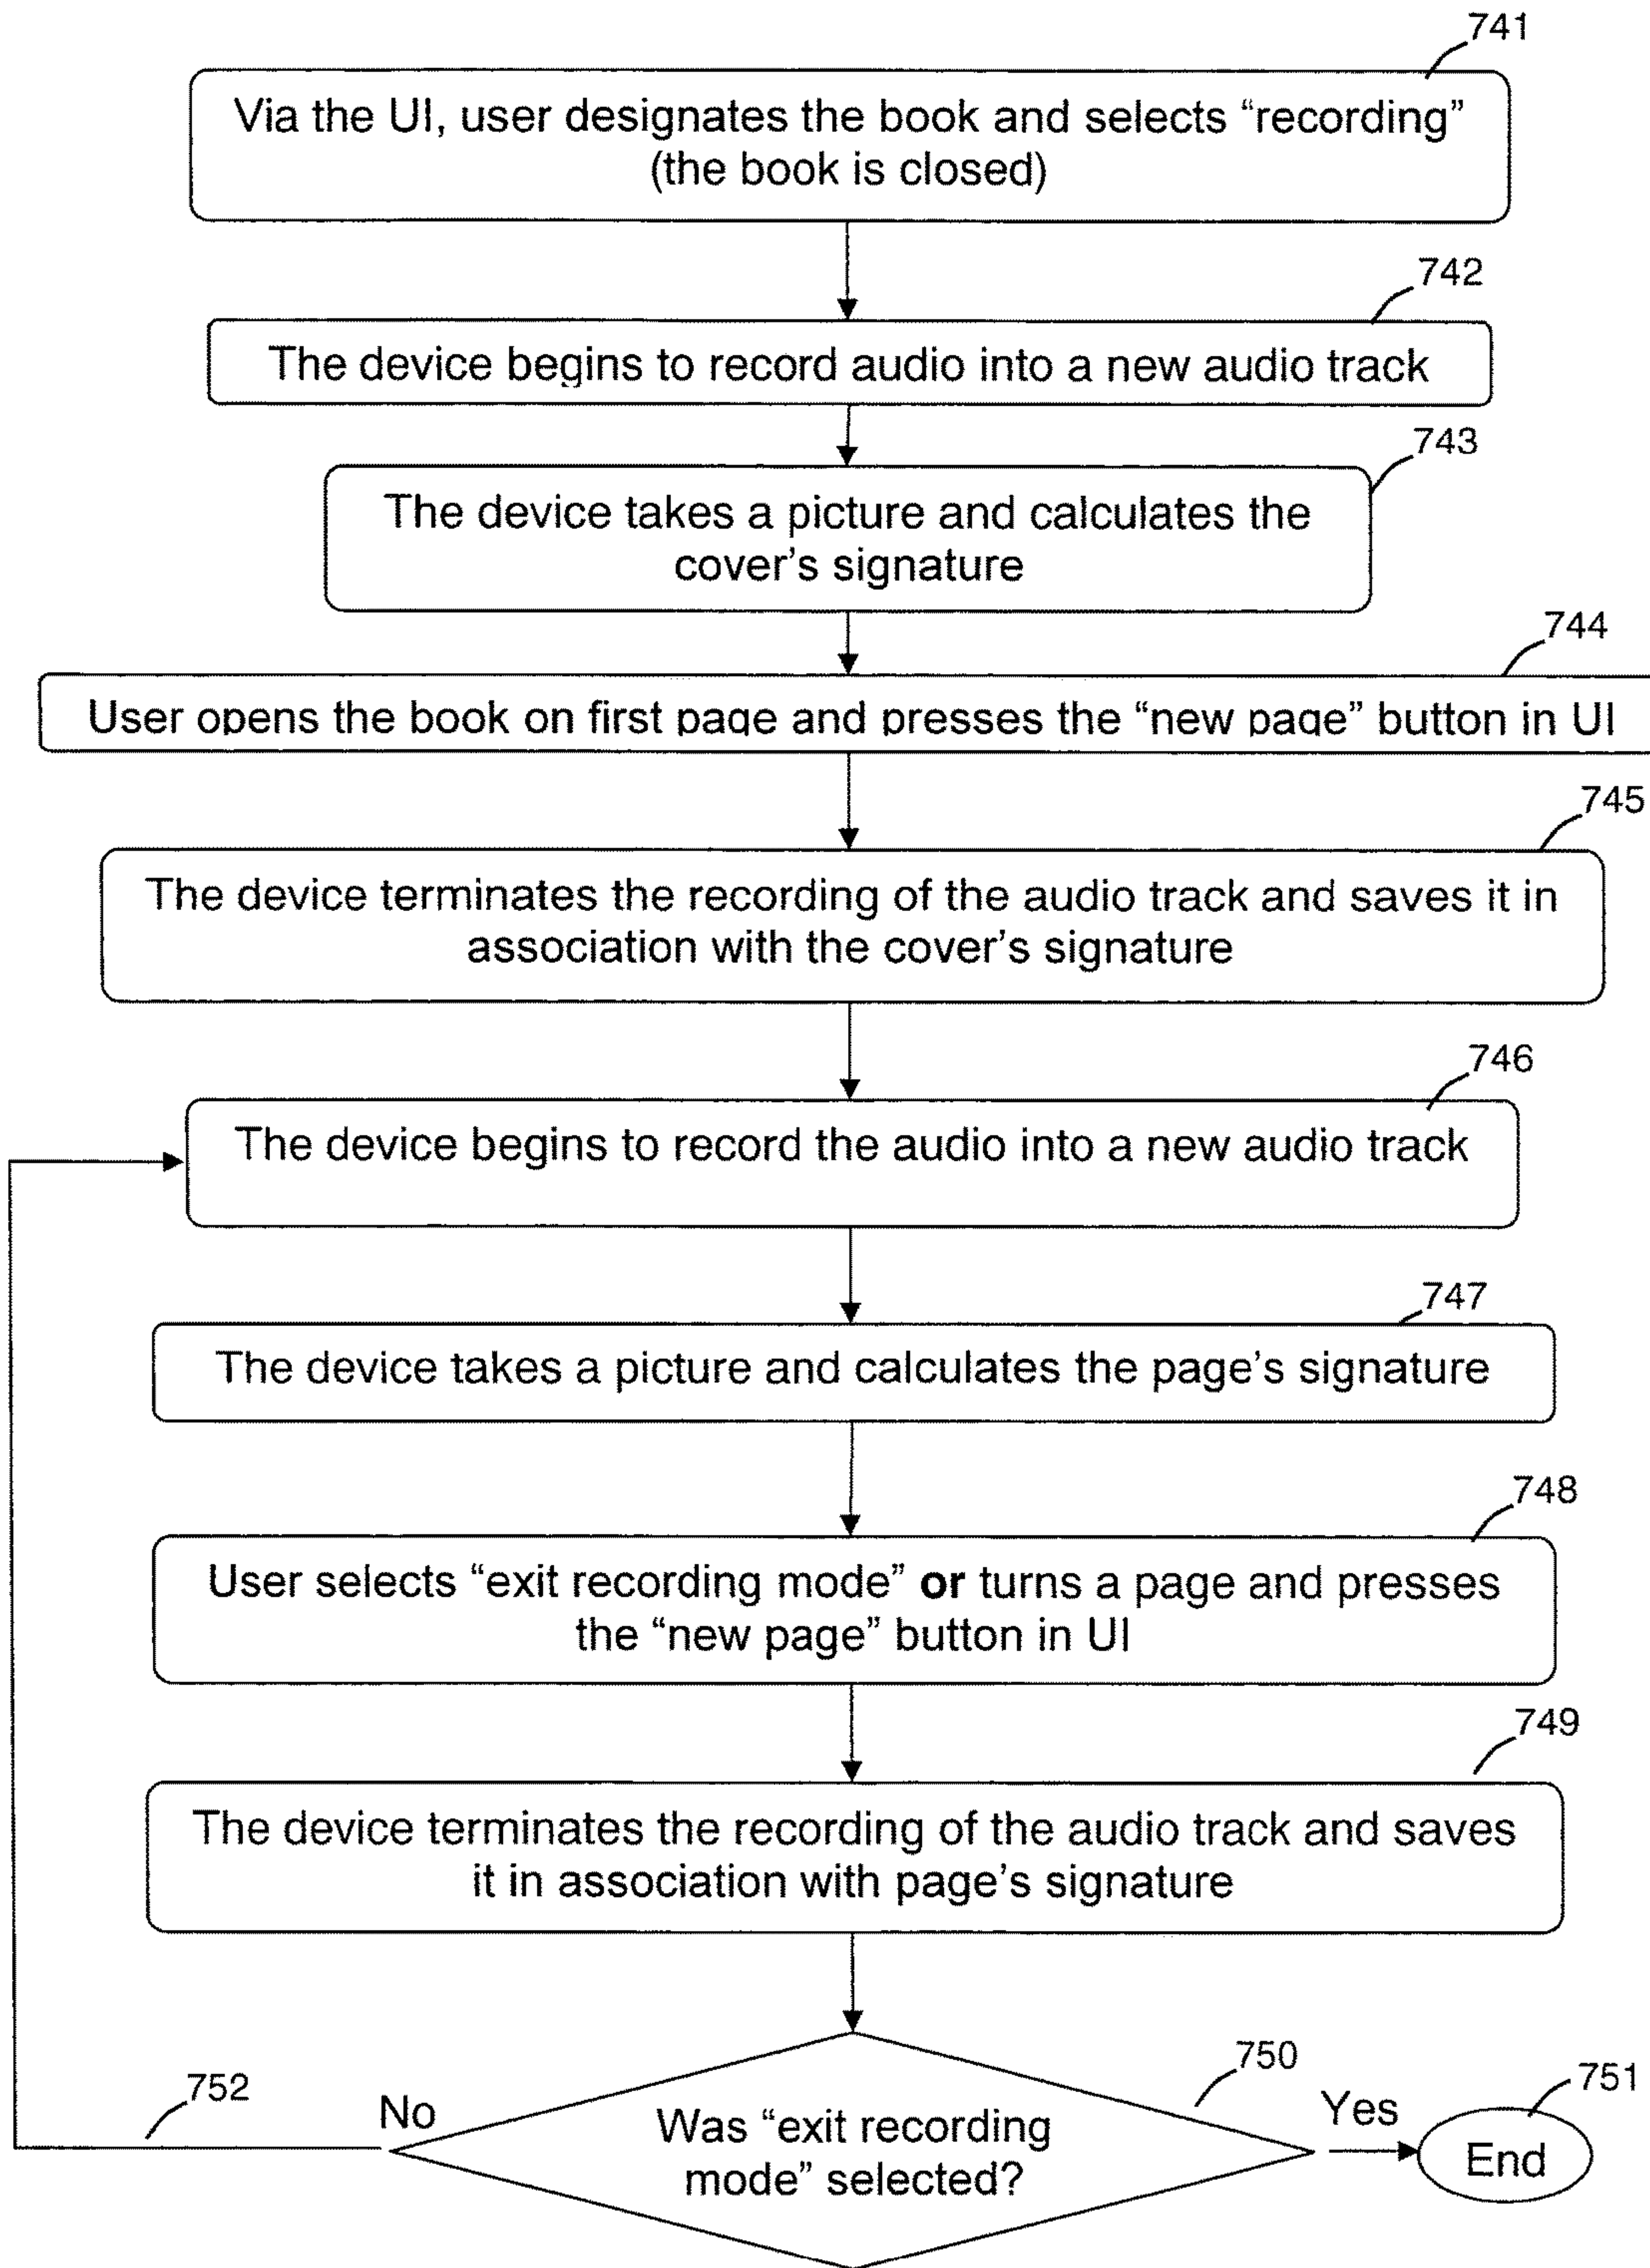 741
Via the UI, user designates the book and selects “recording”
(the book is closed)
742
The device begins to record audio into a new audio track
743
The device takes a picture and calculates the
cover’s signature
744
User opens the book on first page and presses the “new page” button in UI
745
The device terminates the recording of the audio track and saves it in
association with the cover’s signature
746
The device begins to record the audio into a new audio track
747
The device takes a picture and calculates the page’s signature
748
User selects “exit recording mode” or turns a page and presses
the “new page” button in UI
749
The device terminates the recording of the audio track and saves
it in association with page’s signature
750
Was “exit recording
mode” selected?
No
752
Yes
751
End